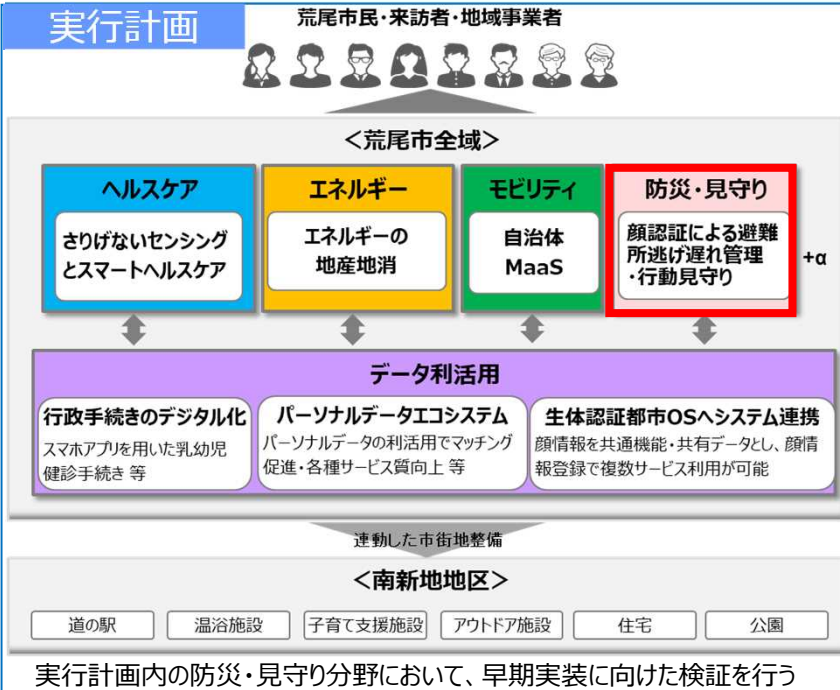 実行計画
荒尾市民・来訪者・地域事業者
<荒尾市全域>
ヘルスケア
さりげないセンシング
とスマートヘルスケア
エネルギー
エネルギーの
地産地消
モビリティ
自治体
MaaS
防災・見守り
顔認証による避難
所逃げ遅れ管理
・行動見守り
+α
データ利活用
行政手続きのデジタル化
スマホアプリを用いた乳幼児
健診手続き 等
パーソナルデータエコシステム
パーソナルデータの利活用でマッチング
促進・各種サービス質向上 等
生体認証都市OSへシステム連携
顔情報を共通機能・共有データとし、顔情
報登録で複数サービス利用が可能
連動した市街地整備
<南新地地区>
道の駅
温浴施設
子育て支援施設
アウトドア施設
住宅
公園
実行計画内の防災・見守り分野において、早期実装に向けた検証を行う